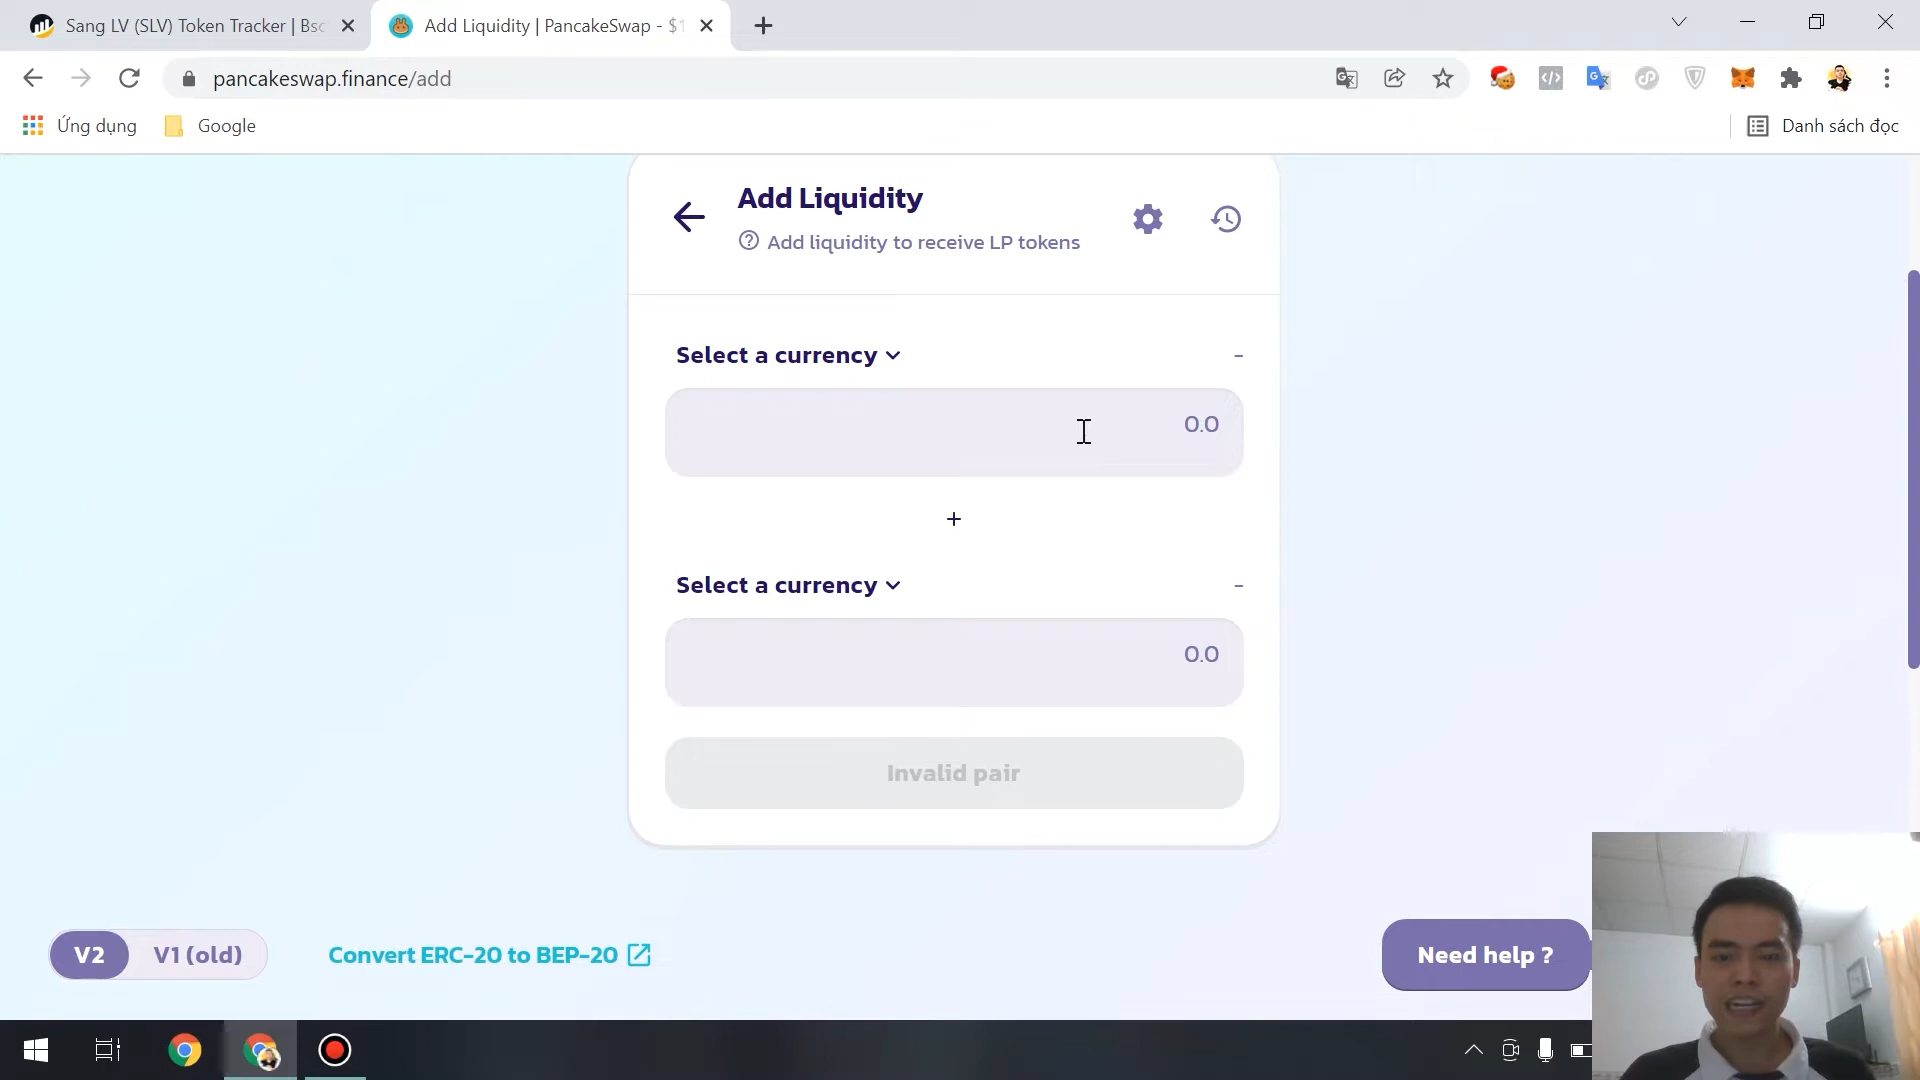 Sang LV (SLV) Token Tracker | Bsc
Add Liquidity | PancakeSwap - $1
pancakeswap.finance/add
Ứng dụng
Google
Danh sách đọc
Add Liquidity
Add liquidity to receive LP tokens
Select a currency
-
0.0
+
Select a currency
-
0.0
Invalid pair
V2
V1 (old)
Convert ERC-20 to BEP-20
Need help ?